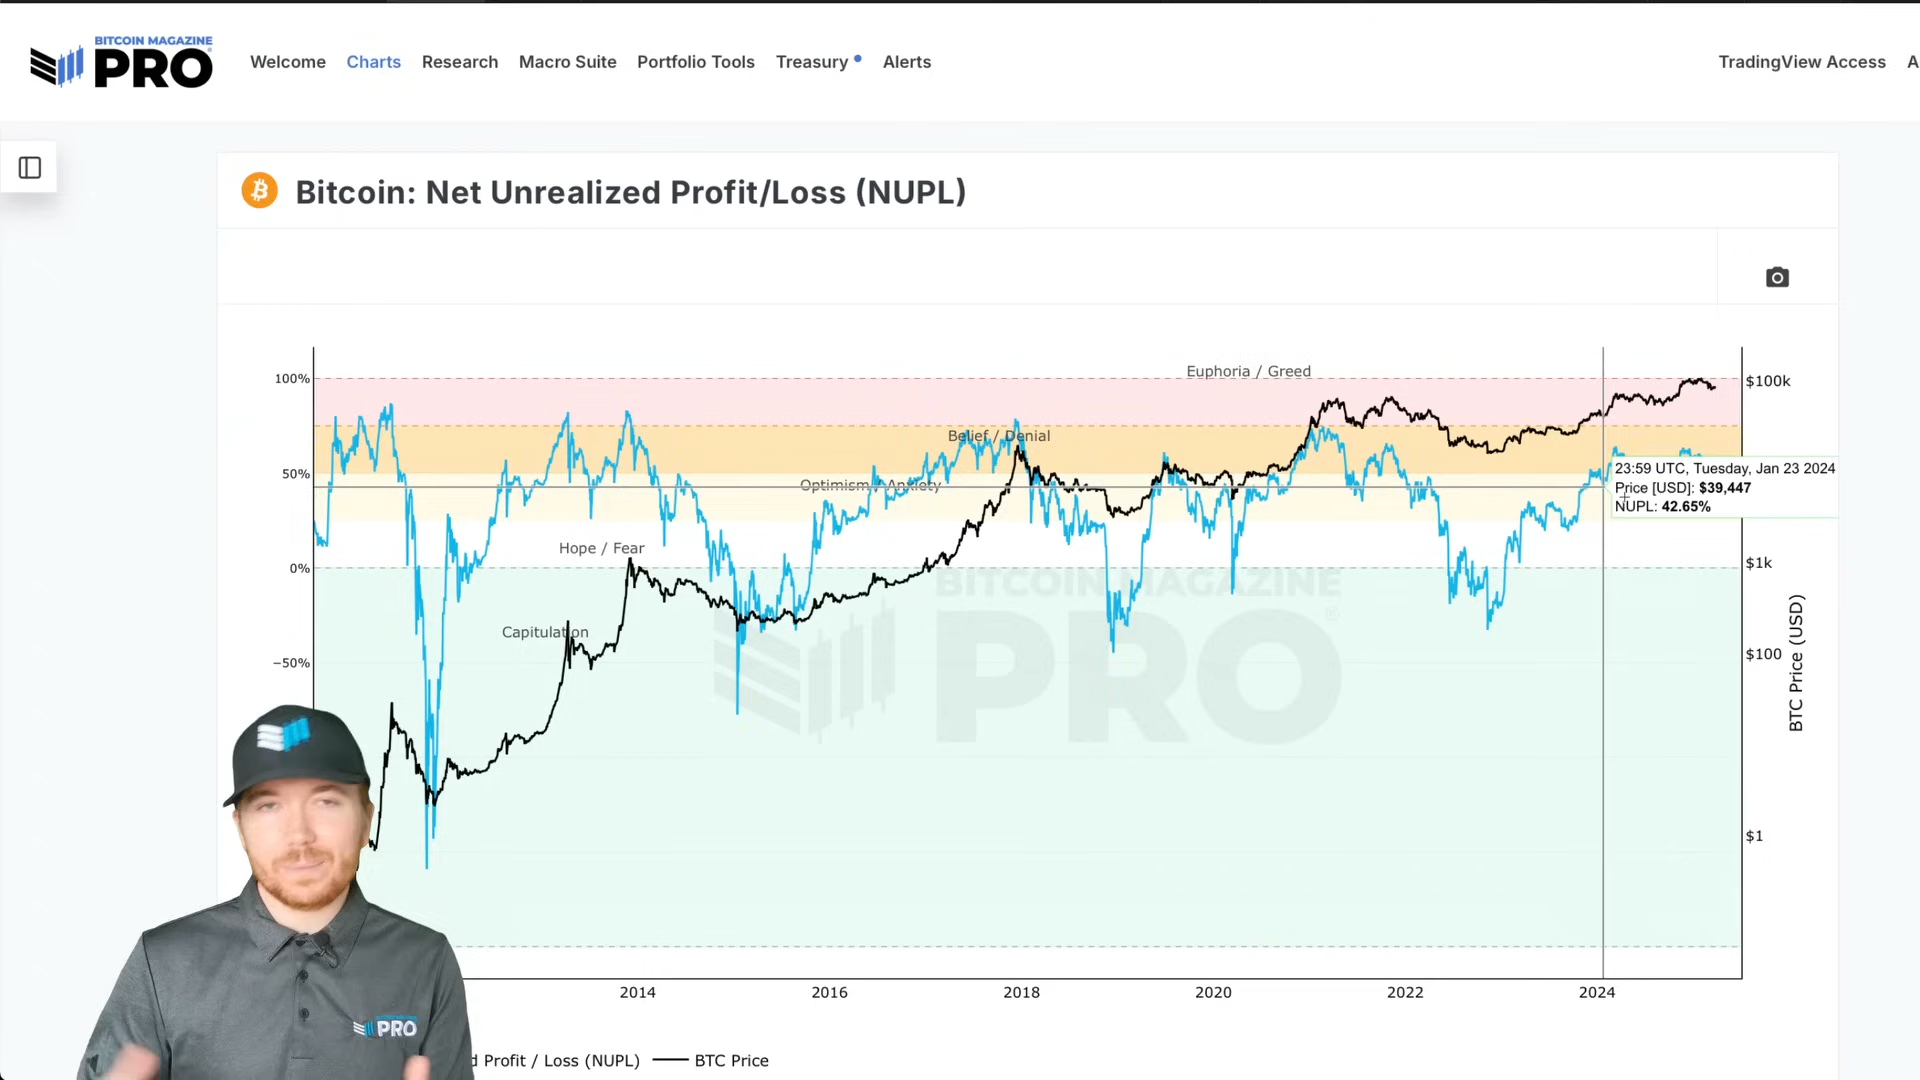 BITCOIN MAGAZINE
PRO
Welcome
Charts
Research
Macro Suite
Portfolio Tools
Treasury
Alerts
TradingView Access
A
Bitcoin: Net Unrealized Profit/Loss (NUPL)
Euphoria / Greed
Belief / Denial
Optimism / Anxiety
Hope / Fear
Capitulation
100%
50%
0%
−50%
$100k
$1k
$100
$1
BTC Price (USD)
23:59 UTC, Tuesday, Jan 23 2024
Price [USD]: $39,447
NUPL: 42.65%
BITCOIN MAGAZINE
PRO
®
2014
2016
2018
2020
2022
2024
d Profit / Loss (NUPL)
BTC Price
PRO